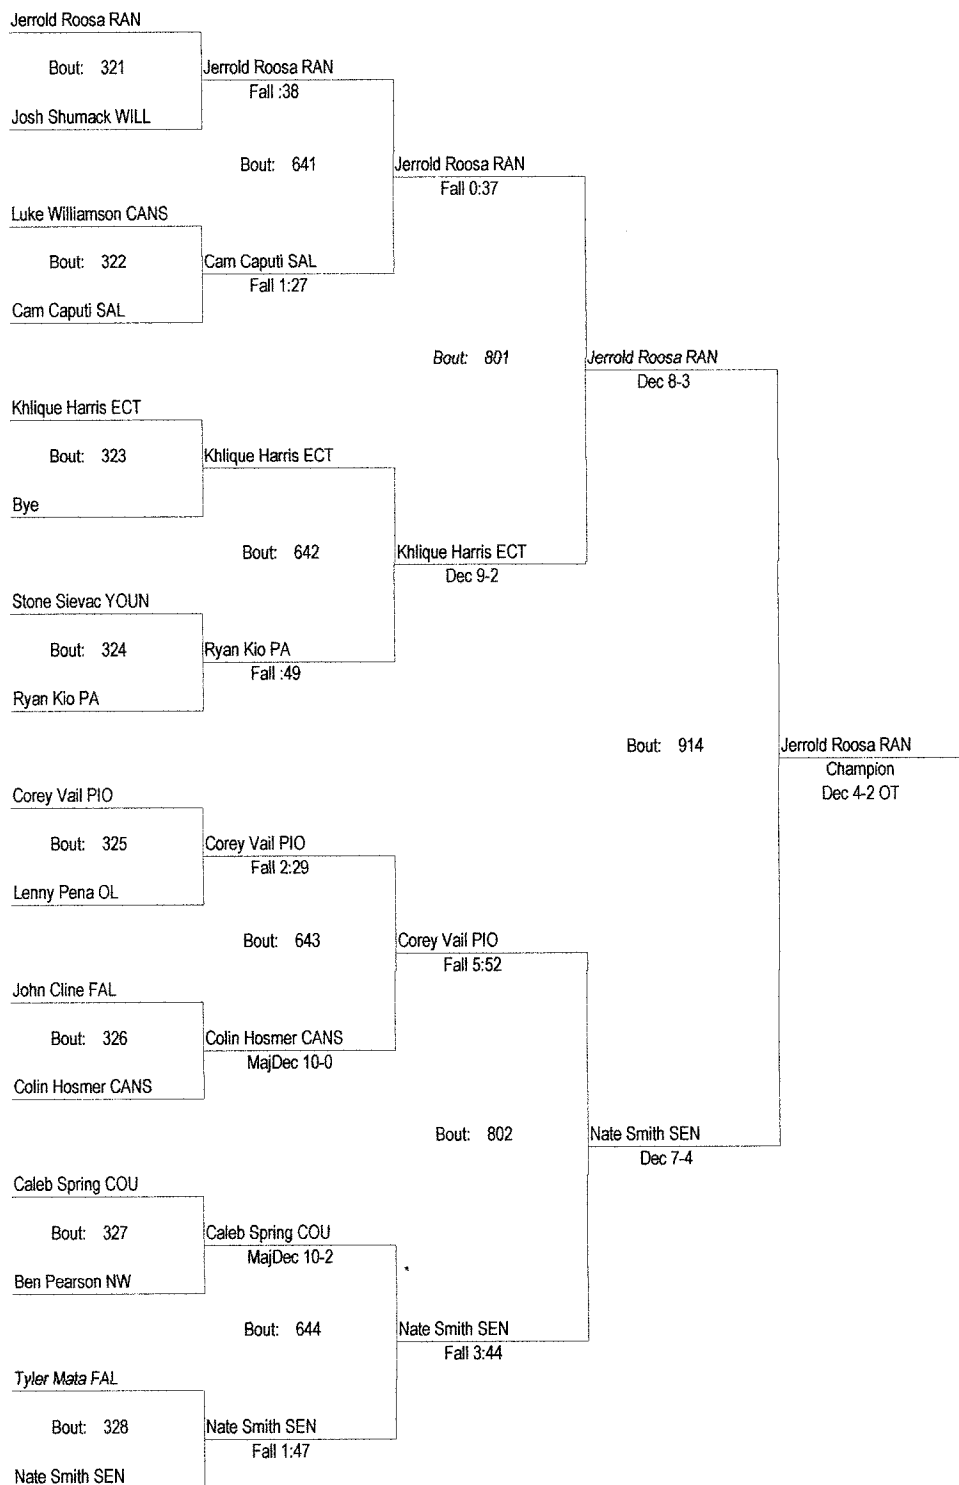 Jerrold Roosa RAN
Bout: 321
Jerrold Roosa RAN
Fall :38
Josh Shumack WILL
Bout: 641
Jerrold Roosa RAN
Fall 0:37
Luke Williamson CANS
Bout: 322
Cam Caputi SAL
Fall 1:27
Cam Caputi SAL
Bout: 801
Jerrold Roosa RAN
Dec 8-3
Khlique Harris ECT
Bout: 323
Khlique Harris ECT
Bye
Bout: 642
Khlique Harris ECT
Dec 9-2
Stone Sievac YOUN
Bout: 324
Ryan Kio PA
Fall :49
Ryan Kio PA
Bout: 914
Jerrold Roosa RAN
Champion
Dec 4-2 OT
Corey Vail PIO
Bout: 325
Corey Vail PIO
Fall 2:29
Lenny Pena OL
Bout: 643
Corey Vail PIO
Fall 5:52
John Cline FAL
Bout: 326
Colin Hosmer CANS
MajDec 10-0
Colin Hosmer CANS
Bout: 802
Nate Smith SEN
Dec 7-4
Caleb Spring COU
Bout: 327
Caleb Spring COU
MajDec 10-2
Ben Pearson NW
Bout: 644
Nate Smith SEN
Fall 3:44
Tyler Mata FAL
Bout: 328
Nate Smith SEN
Fall 1:47
Nate Smith SEN